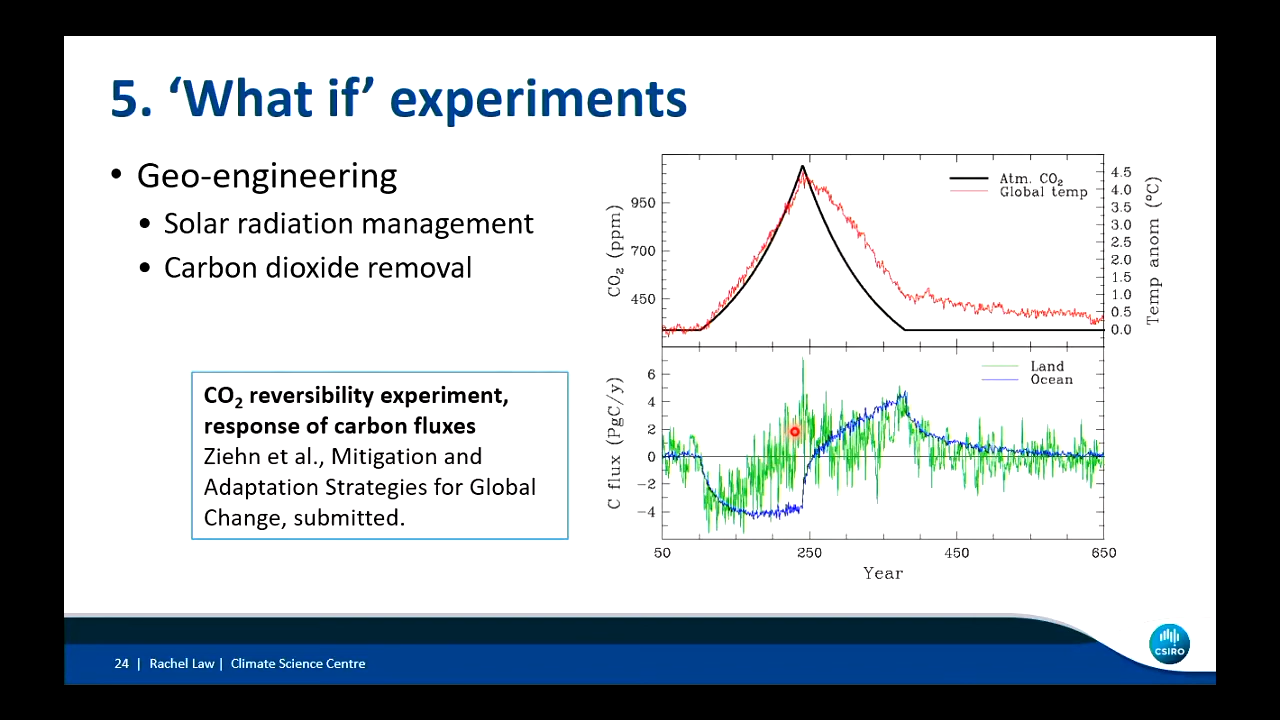 5. ‘What if’ experiments
• Geo-engineering
• Solar radiation management
• Carbon dioxide removal
CO₂ reversibility experiment,
response of carbon fluxes
Ziehn et al., Mitigation and
Adaptation Strategies for Global
Change, submitted.
Atm. CO₂
Global temp
CO₂ (ppm)
950
700
450
4.5
4.0
3.5
3.0
2.5
2.0
1.5
1.0
0.5
0.0
Temp anom (°C)
Land
Ocean
C flux (PgC/y)
6
4
2
0
−2
−4
50 250 450 650
Year
24 | Rachel Law | Climate Science Centre
CSIRO